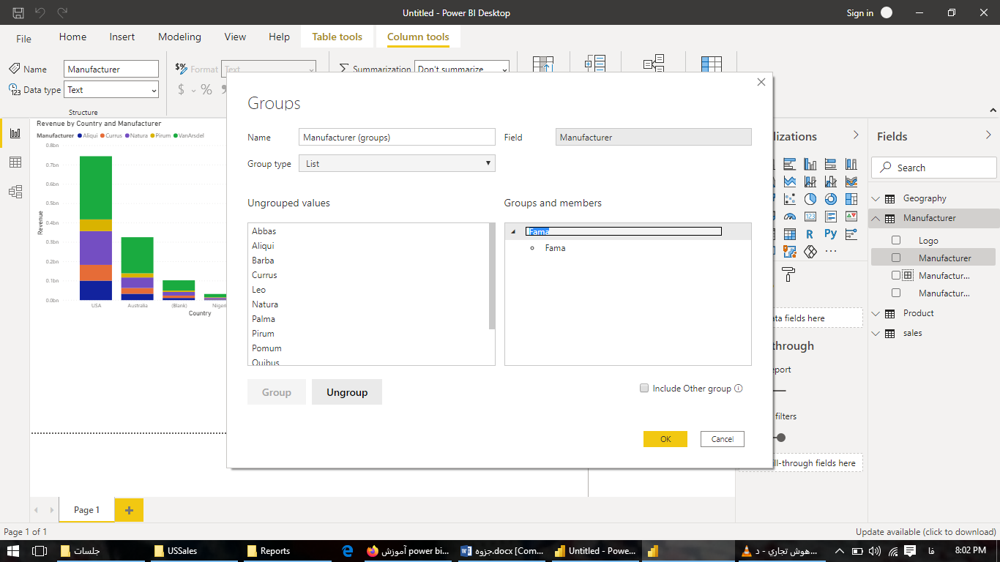 Untitled - Power BI Desktop
Sign in
File
Home
Insert
Modeling
View
Help
Table tools
Column tools
Name
Manufacturer
Data type
Text
Structure
$% Format
Text
$
%
Summarization
Don't summarize
Groups
Name
Manufacturer (groups)
Field
Manufacturer
Group type
List
Ungrouped values
Abbas
Aliqui
Barba
Currus
Leo
Natura
Palma
Pirum
Pomum
Quibus
Groups and members
Fama
Fama
Group
Ungroup
Include Other group
OK
Cancel
Revenue by Country and Manufacturer
Manufacturer Aliqui Currus Natura Pirum VanArsdel
0.8bn
0.7bn
0.6bn
0.5bn
0.4bn
0.3bn
0.2bn
0.1bn
0.0bn
Revenue
USA
Australia
(Blank)
Nigeri
Country
lizations
123
R
Py
ta fields here
through
eport
filters
ll-through fields here
Fields
Search
Geography
Manufacturer
Logo
Manufacturer
Manufactur...
Manufactur...
Product
sales
Page 1
Page 1 of 1
Update available (click to download)
جلسات
USSales
Reports
آموزش power bi...
جزوه.docx [Com...
Untitled - Powe...
هوش تجاري - د...
فا
8:02 PM